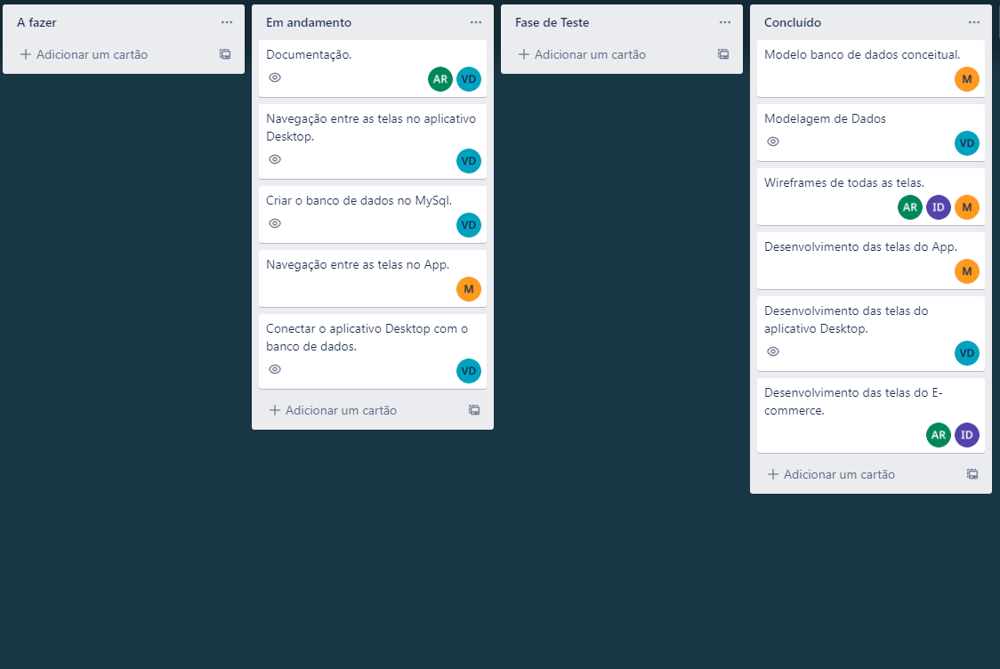 A fazer
Adicionar um cartão
Em andamento
Documentação.
AR VD
Navegação entre as telas no aplicativo
Desktop.
VD
Criar o banco de dados no MySql.
VD
Navegação entre as telas no App.
M
Conectar o aplicativo Desktop com o
banco de dados.
VD
Adicionar um cartão
Fase de Teste
Adicionar um cartão
Concluído
Modelo banco de dados conceitual.
M
Modelagem de Dados
VD
Wireframes de todas as telas.
AR ID M
Desenvolvimento das telas do App.
M
Desenvolvimento das telas do
aplicativo Desktop.
VD
Desenvolvimento das telas do E-
commerce.
AR ID
Adicionar um cartão